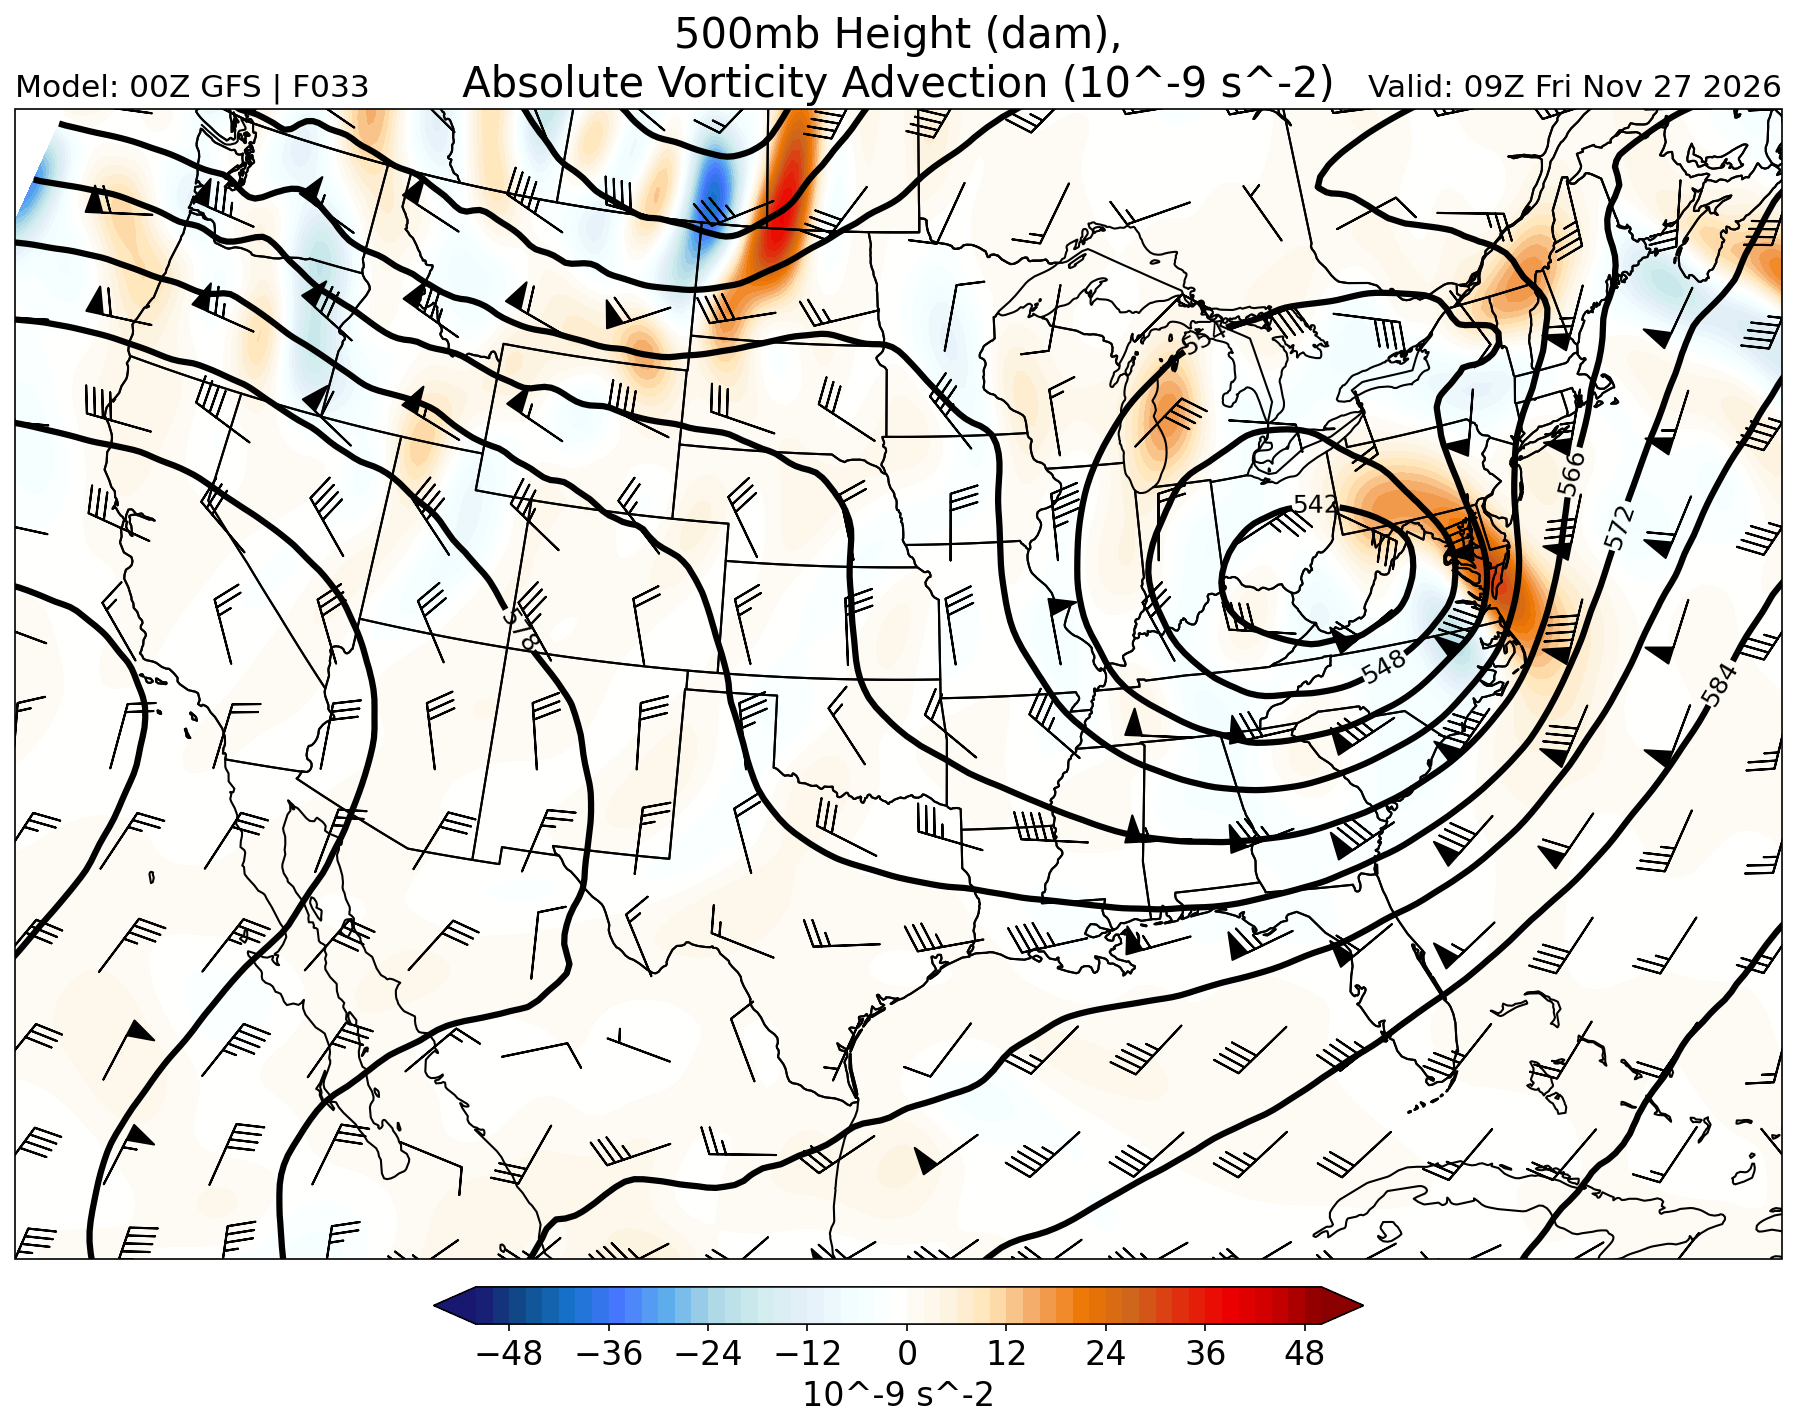 500mb Height (dam),
Model: 00Z GFS | F033
Absolute Vorticity Advection (10^-9 s^-2)
Valid: 09Z Fri Nov 27 2026
554
566
542
572
578
548
584
−48 −36 −24 −12 0 12 24 36 48
10^-9 s^-2